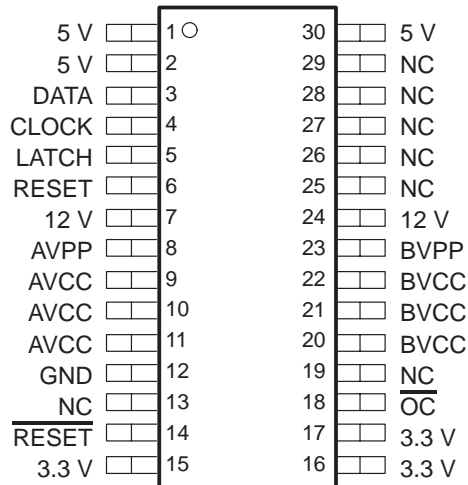 5 V 1 30 5 V
5 V 2 29 NC
DATA 3 28 NC
CLOCK 4 27 NC
LATCH 5 26 NC
RESET 6 25 NC
12 V 7 24 12 V
AVPP 8 23 BVPP
AVCC 9 22 BVCC
AVCC 10 21 BVCC
AVCC 11 20 BVCC
GND 12 19 NC
NC 13 18 O̅C̅
R̅E̅S̅E̅T̅ 14 17 3.3 V
3.3 V 15 16 3.3 V